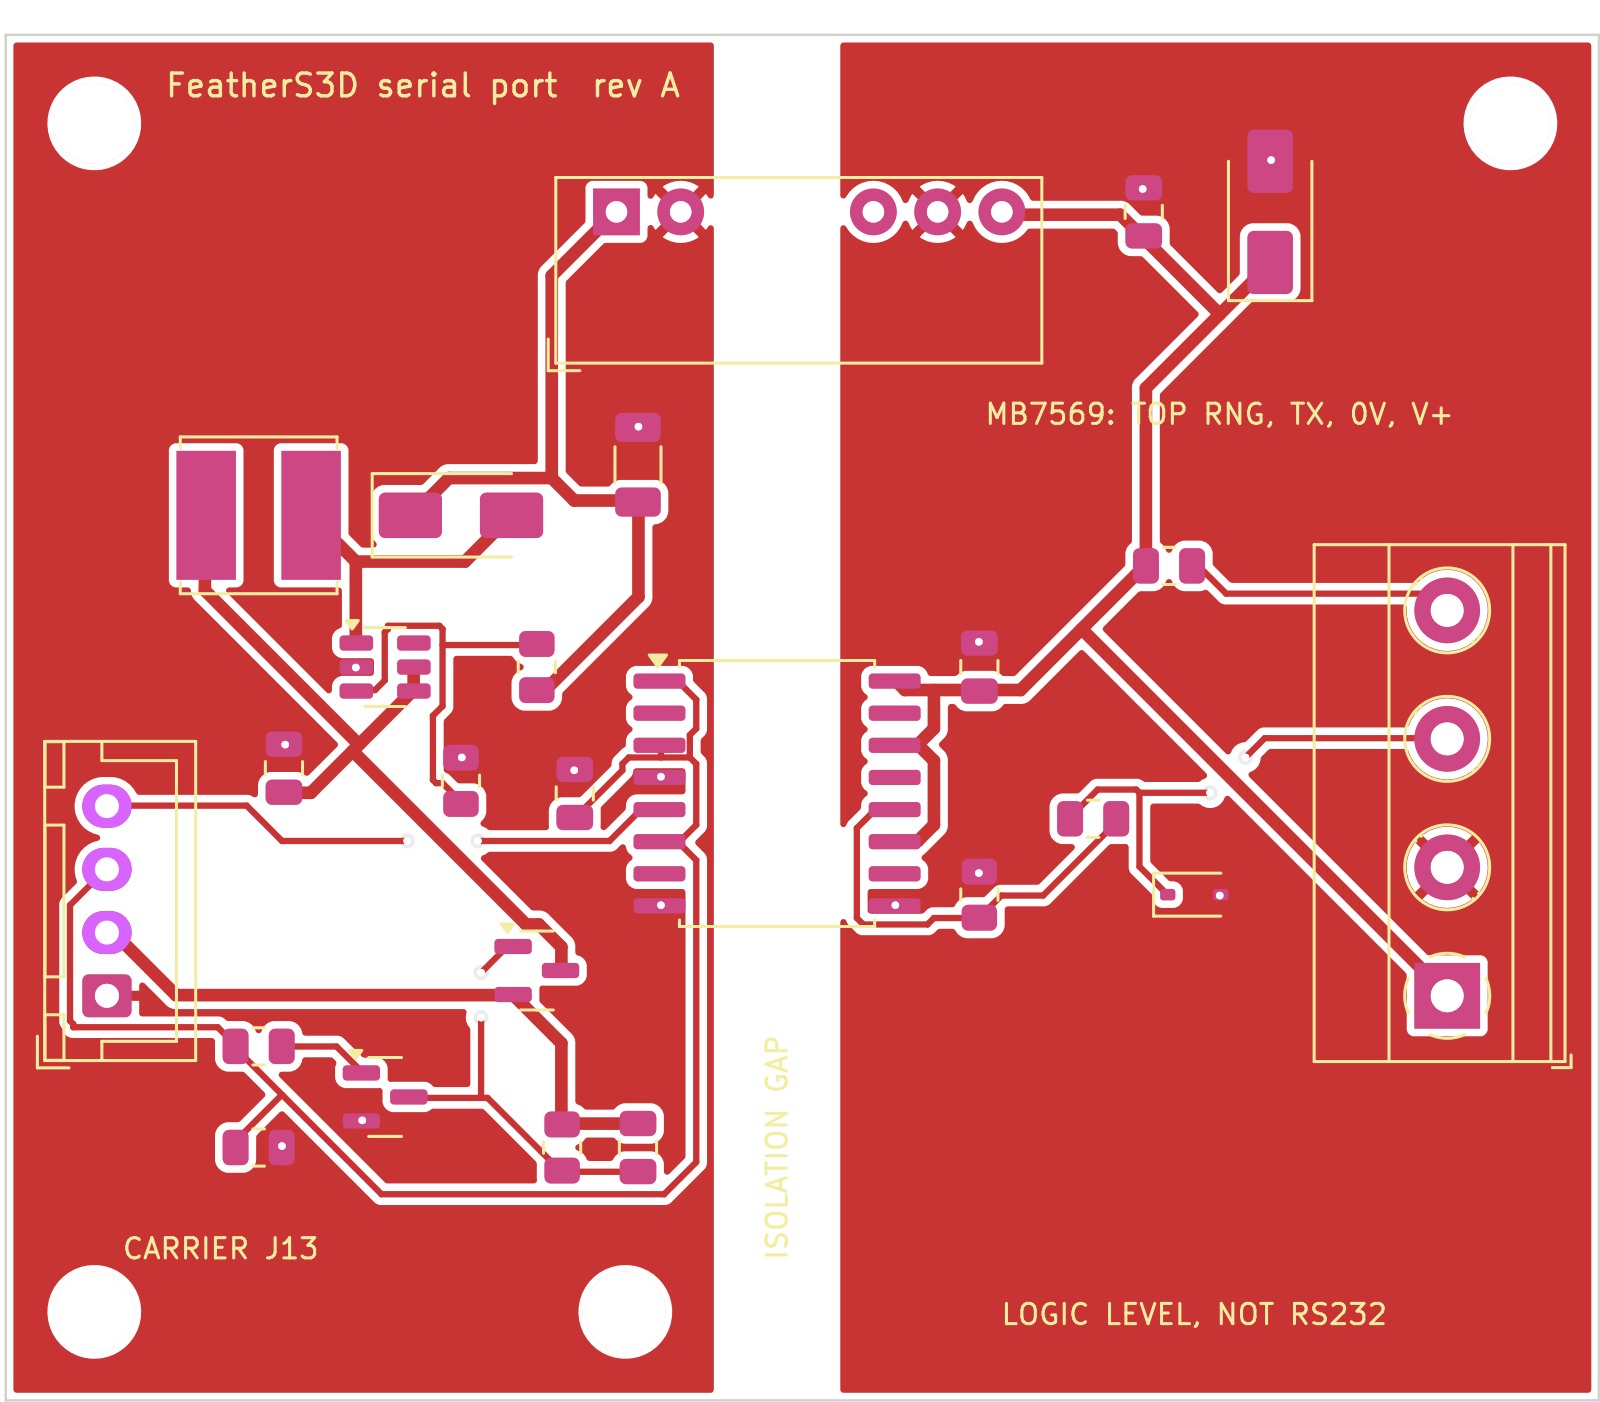 FeatherS3D serial port  rev A
MB7569: TOP RNG, TX, 0V, V+
ISOLATION GAP
CARRIER J13
LOGIC LEVEL, NOT RS232